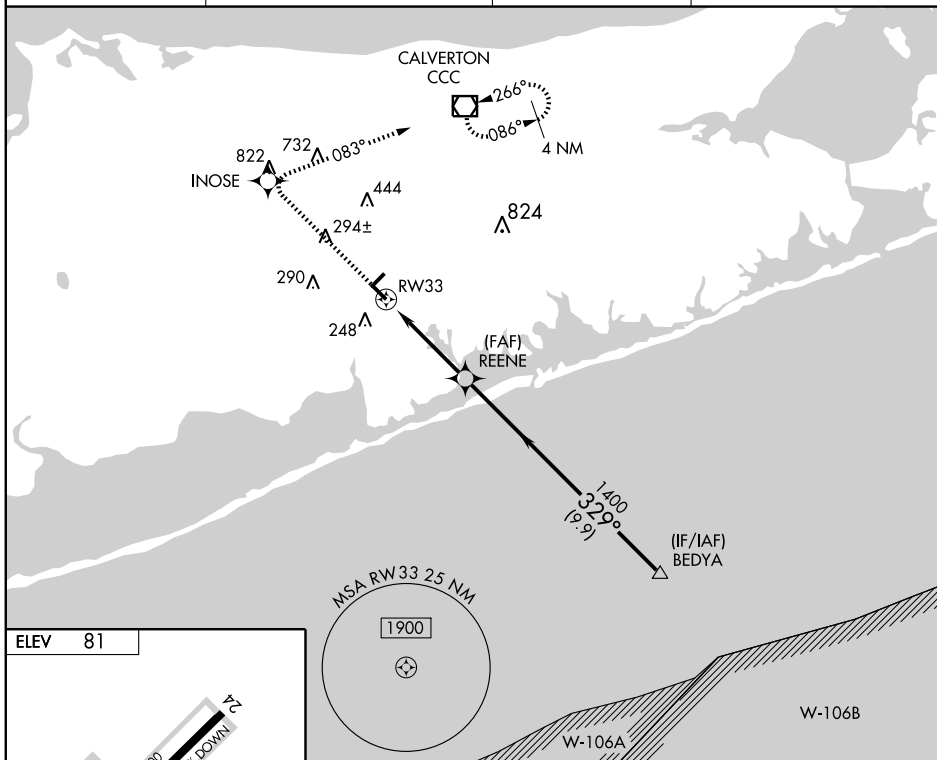 CALVERTON
CCC
266°
086°
4 NM
732
822
083°
INOSE
444
824
294±
290
RW33
248
(FAF)
REENE
1400
329°
(9.9)
(IF/IAF)
BEDYA
MSA RW33 25 NM
1900
ELEV 81
24
DOWN
W-106A
W-106B